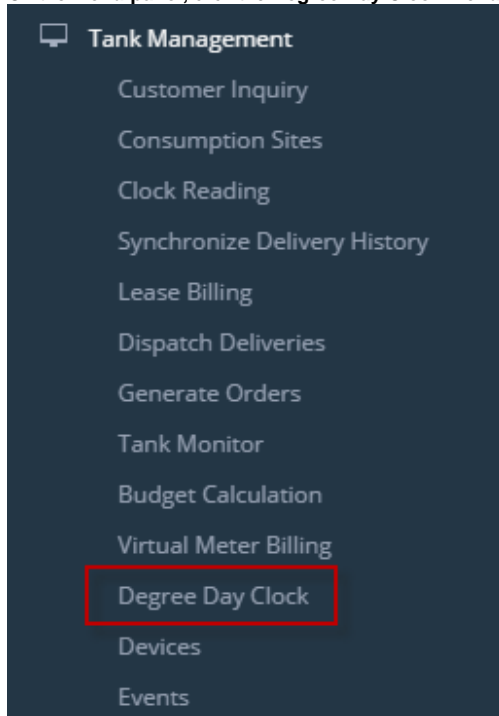 Tank Management
Customer Inquiry
Consumption Sites
Clock Reading
Synchronize Delivery History
Lease Billing
Dispatch Deliveries
Generate Orders
Tank Monitor
Budget Calculation
Virtual Meter Billing
Degree Day Clock
Devices
Events